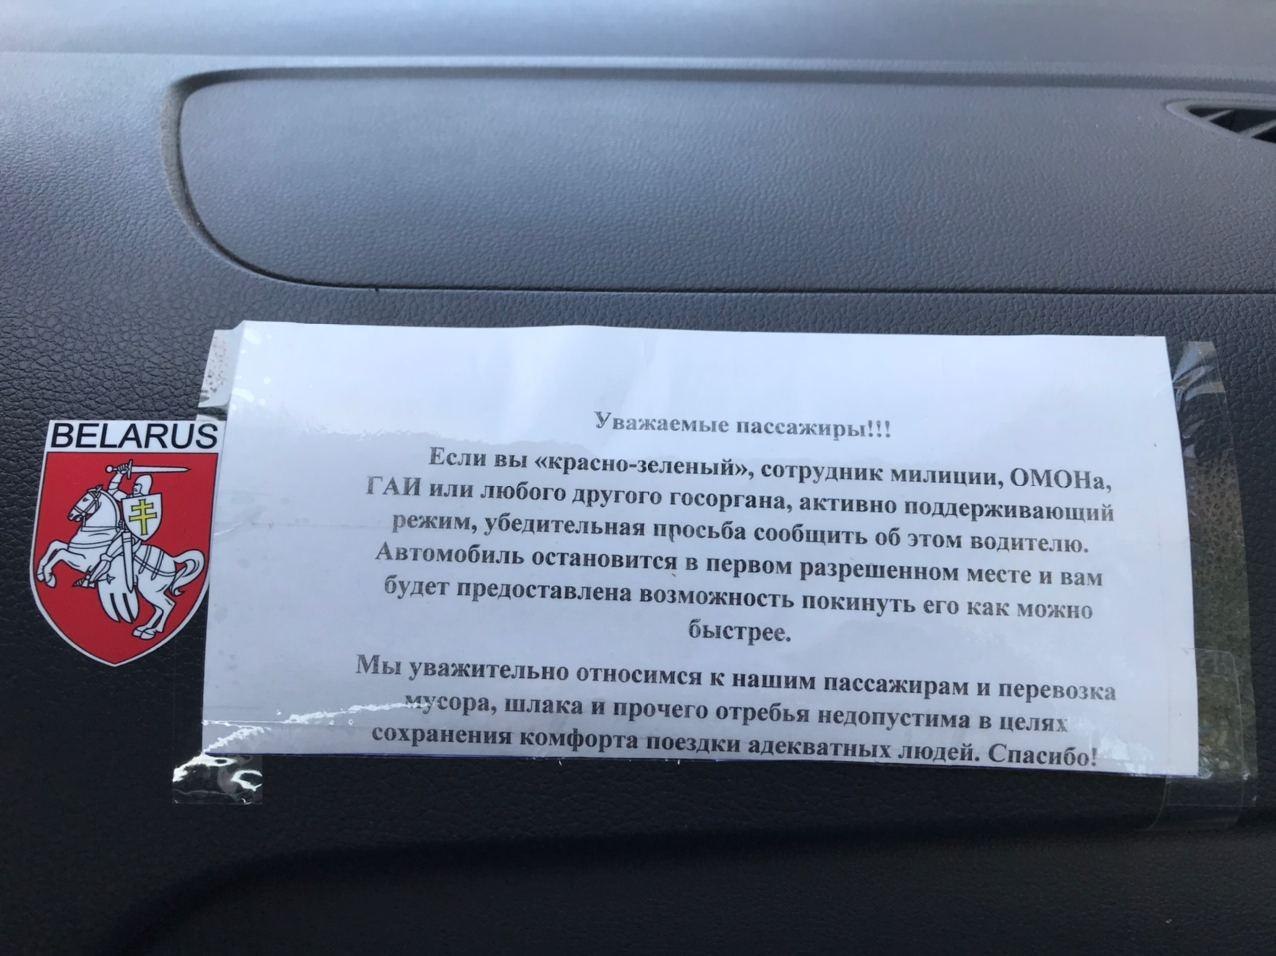 BELARUS
Уважаемые пассажиры!!!
Если вы «красно-зеленый», сотрудник милиции, ОМОНа,
ГАИ или любого другого госоргана, активно поддерживающий
режим, убедительная просьба сообщить об этом водителю.
Автомобиль остановится в первом разрешенном месте и вам
будет предоставлена возможность покинуть его как можно
быстрее.
Мы уважительно относимся к нашим пассажирам и перевозка
мусора, шлака и прочего отребья недопустима в целях
сохранения комфорта поездки адекватных людей. Спасибо!